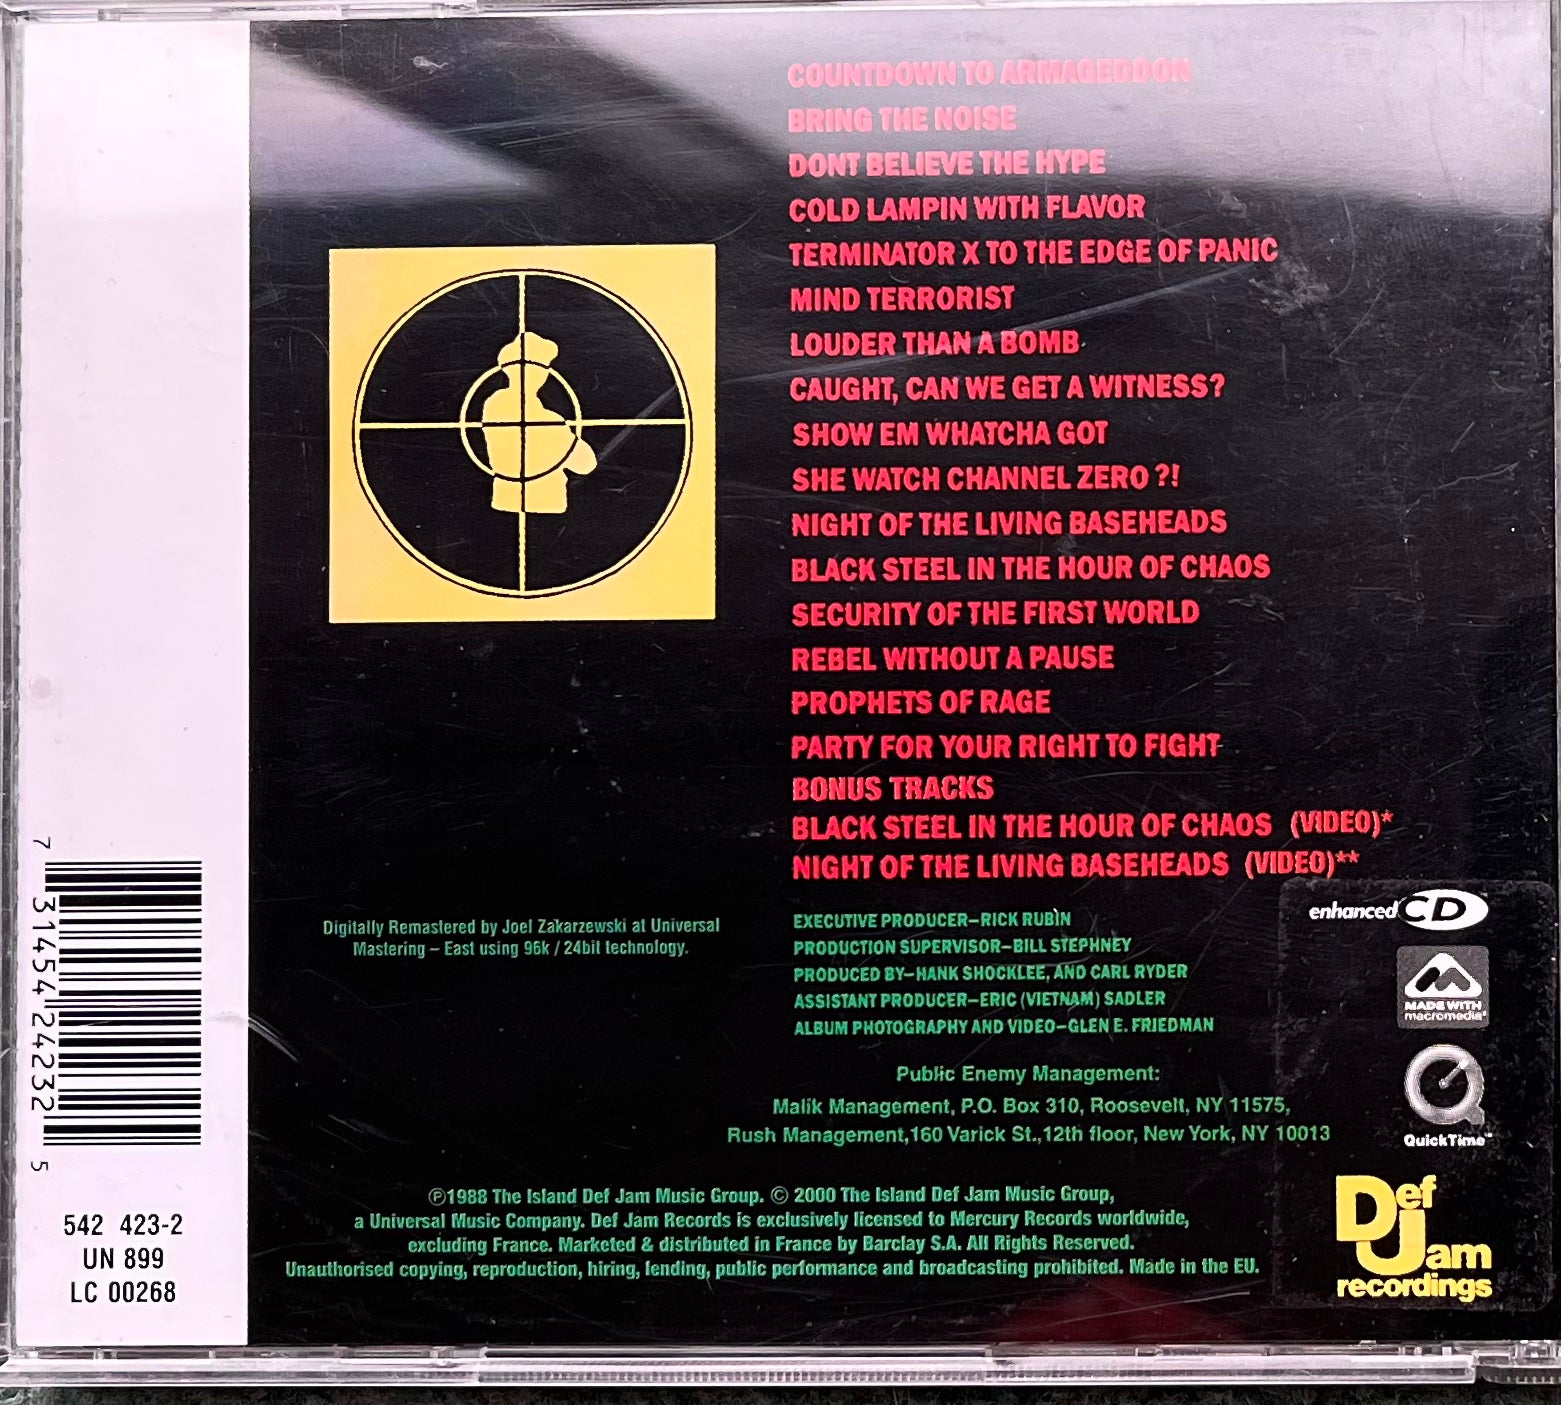 COUNTDOWN TO ARMAGEDDON
BRING THE NOISE
DONT BELIEVE THE HYPE
COLD LAMPIN WITH FLAVOR
TERMINATOR X TO THE EDGE OF PANIC
MIND TERRORIST
LOUDER THAN A BOMB
CAUGHT, CAN WE GET A WITNESS?
SHOW EM WHATCHA GOT
SHE WATCH CHANNEL ZERO?!
NIGHT OF THE LIVING BASEHEADS
BLACK STEEL IN THE HOUR OF CHAOS
SECURITY OF THE FIRST WORLD
REBEL WITHOUT A PAUSE
PROPHETS OF RAGE
PARTY FOR YOUR RIGHT TO FIGHT
BONUS TRACKS
BLACK STEEL IN THE HOUR OF CHAOS (VIDEO)*
NIGHT OF THE LIVING BASEHEADS (VIDEO)**
Digitally Remastered by Joel Zakarzewski at Universal
Mastering – East using 96k / 24bit technology.
EXECUTIVE PRODUCER–RICK RUBIN
PRODUCTION SUPERVISOR–BILL STEPHNEY
PRODUCED BY–HANK SHOCKLEE, AND CARL RYDER
ASSISTANT PRODUCER–ERIC (VIETNAM) SADLER
ALBUM PHOTOGRAPHY AND VIDEO–GLEN E. FRIEDMAN
Public Enemy Management:
Malik Management, P.O. Box 310, Roosevelt, NY 11575,
Rush Management,160 Varick St.,12th floor, New York, NY 10013
℗1988 The Island Def Jam Music Group. © 2000 The Island Def Jam Music Group,
a Universal Music Company. Def Jam Records is exclusively licensed to Mercury Records worldwide,
excluding France. Marketed & distributed in France by Barclay S.A. All Rights Reserved.
Unauthorised copying, reproduction, hiring, lending, public performance and broadcasting prohibited. Made in the EU.
enhanced CD
MADE WITH
macromedia®
QuickTime™
Def
Jam
recordings
7 31454 24232 5
542 423-2
UN 899
LC 00268